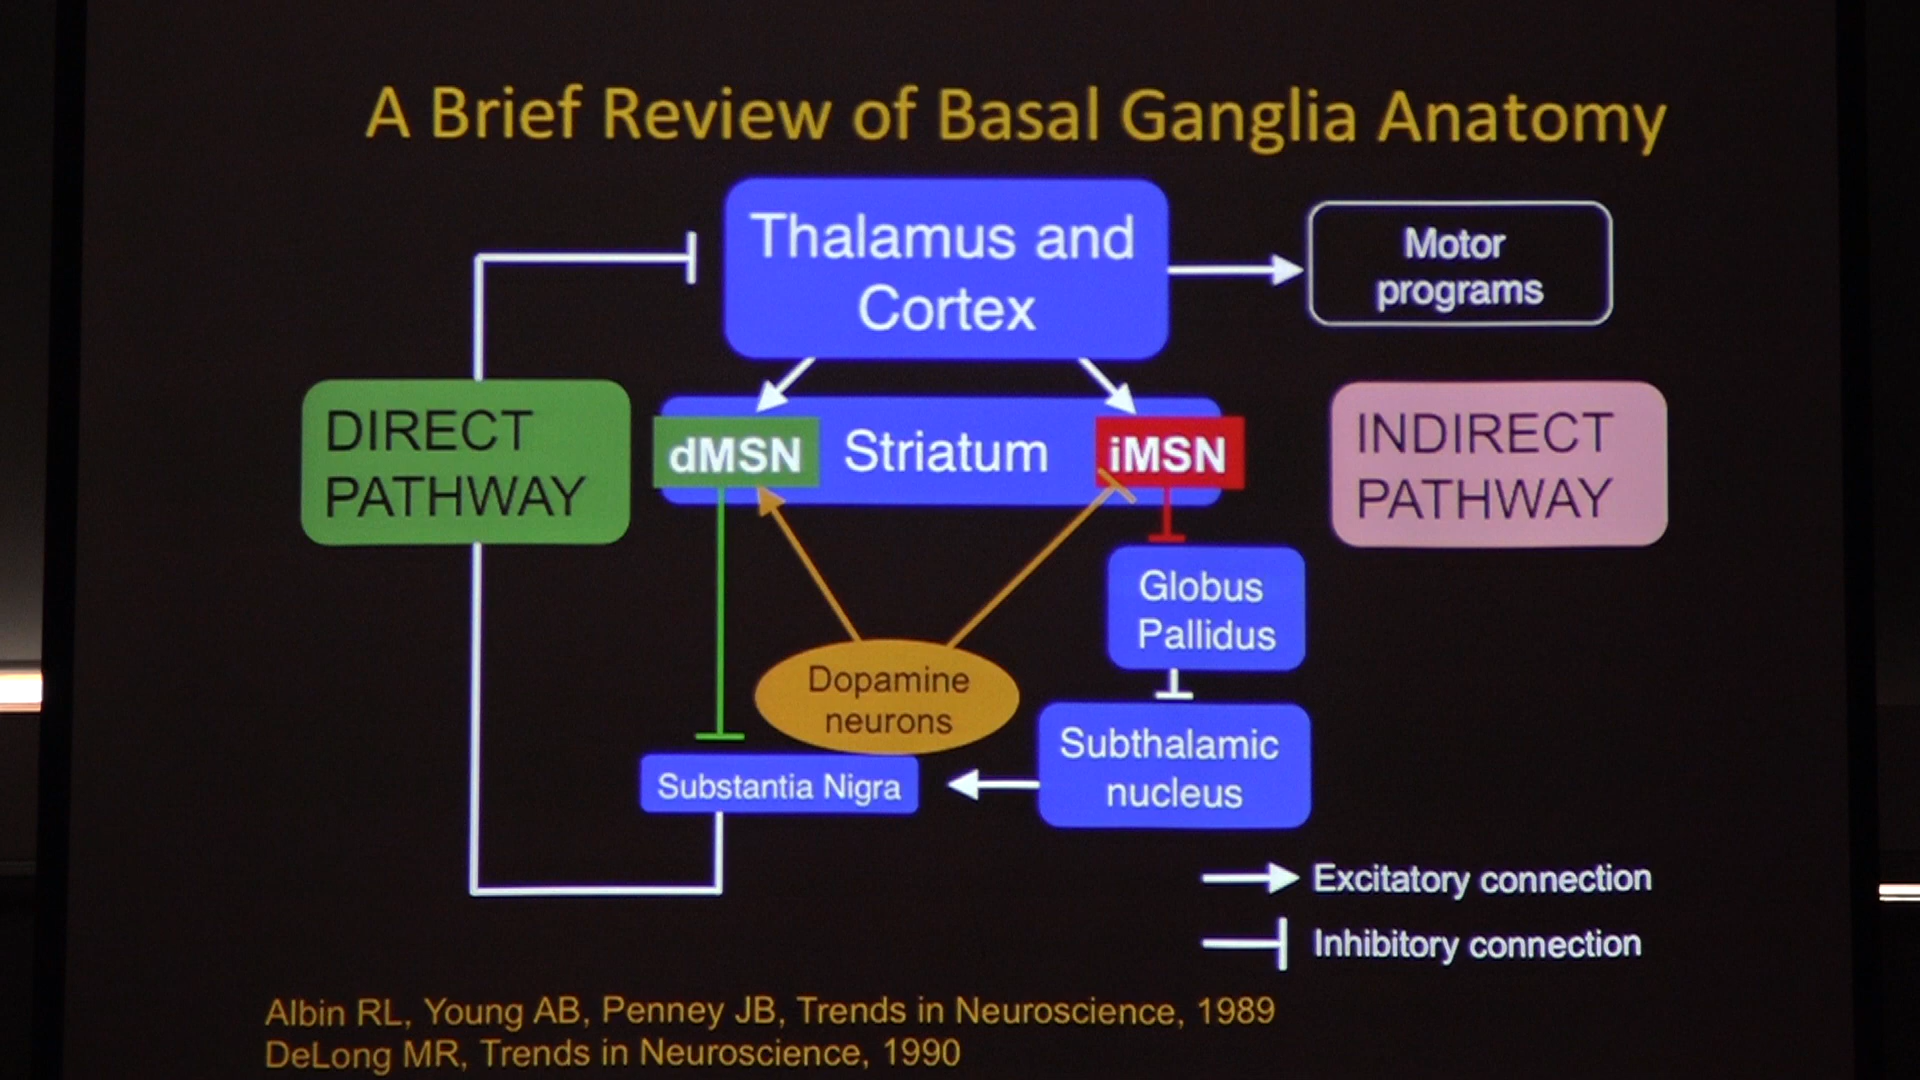 A Brief Review of Basal Ganglia Anatomy
Thalamus and
Cortex
Motor
programs
DIRECT
PATHWAY
dMSN
Striatum
iMSN
INDIRECT
PATHWAY
Globus
Pallidus
Dopamine
neurons
Subthalamic
nucleus
Substantia Nigra
Excitatory connection
Inhibitory connection
Albin RL, Young AB, Penney JB, Trends in Neuroscience, 1989
DeLong MR, Trends in Neuroscience, 1990